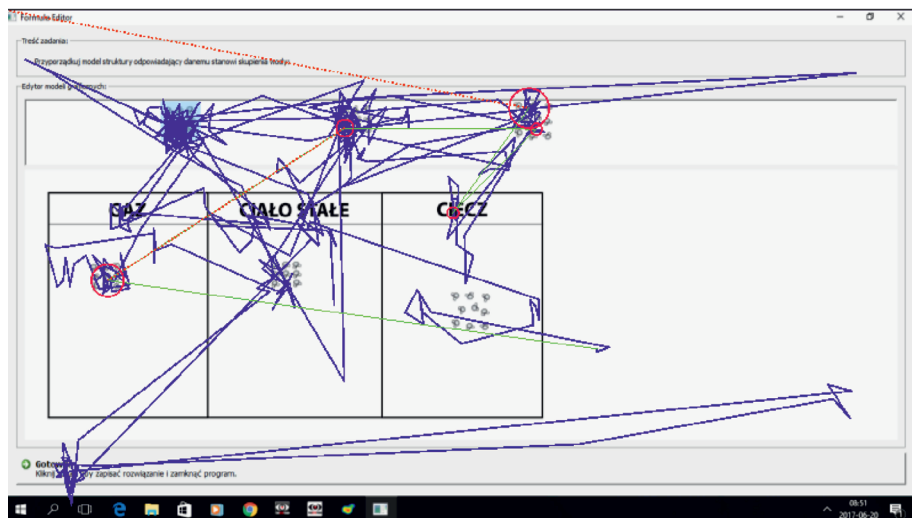 Formula Editor
Treść zadania:
Przyporządkuj model struktury odpowiadający danemu stanowi skupienia wody:
Edytor modeli graficznych:
GAZ CIAŁO STAŁE CIECZ
Kliknij aby zapisać rozwiązanie i zamknąć program.
08:51
2017-06-20